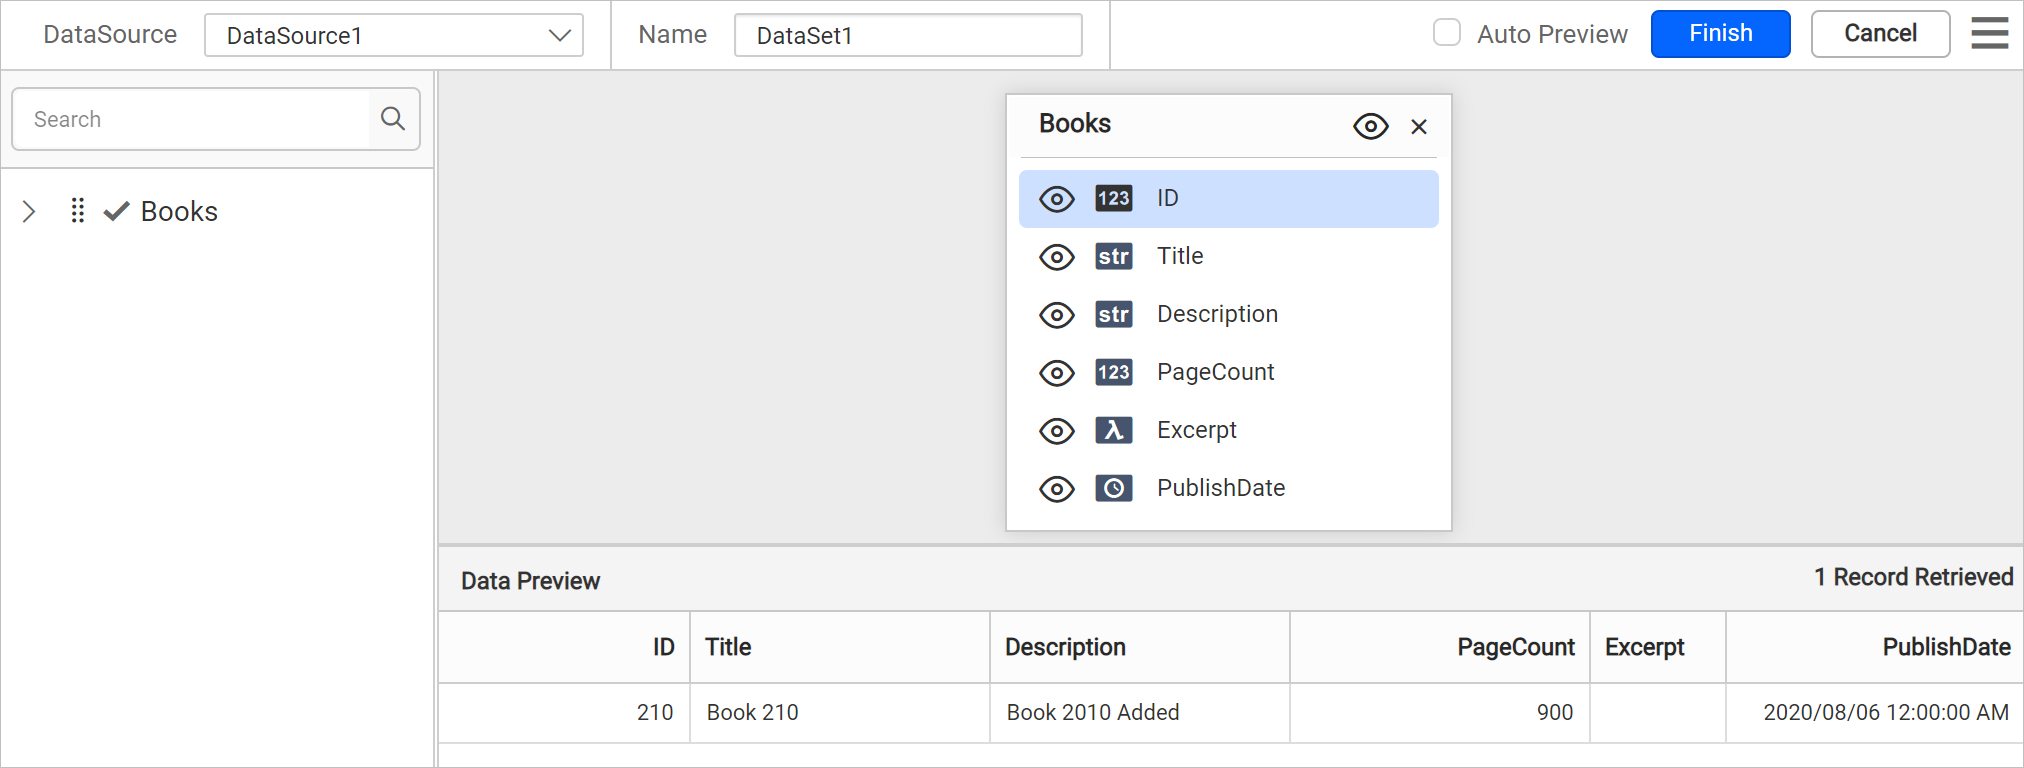 DataSource DataSource1 Name DataSet1 Auto Preview Finish Cancel
Search
Books
Books
123 ID
str Title
str Description
123 PageCount
λ Excerpt
PublishDate
Data Preview 1 Record Retrieved
ID Title Description PageCount Excerpt PublishDate
210 Book 210 Book 2010 Added 900 2020/08/06 12:00:00 AM